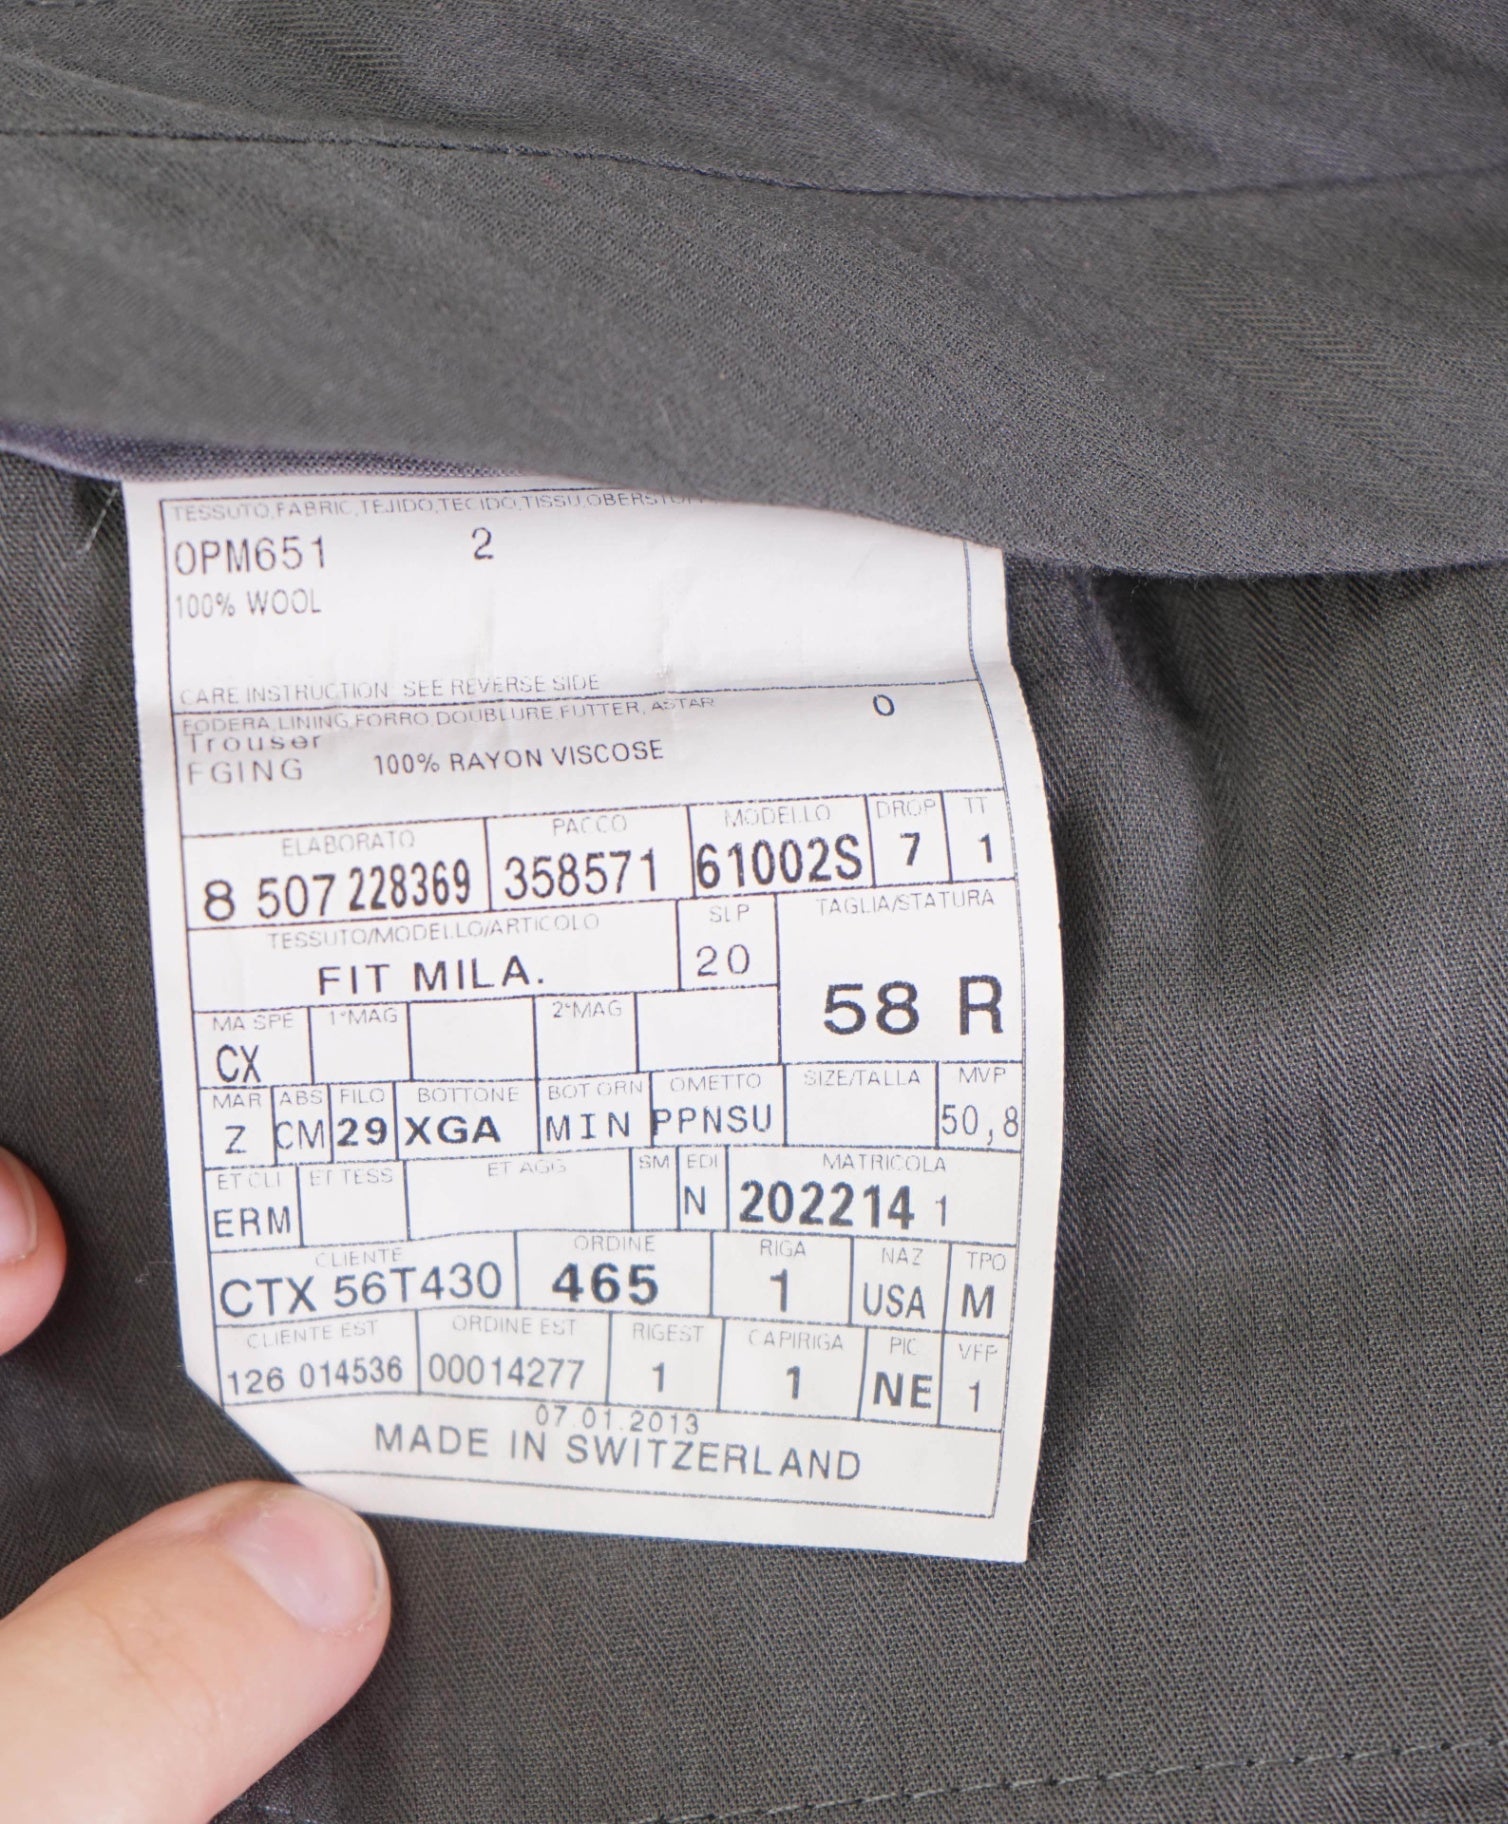 TESSUTO,FABRIC,TEJIDO,TECIDO,TISSU,OBERST
OPM651 2
100% WOOL
CARE INSTRUCTION SEE REVERSE SIDE
FODERA,LINING,FORRO,DOUBLURE,FUTTER, ASTAR 0
Trouser
FGING 100% RAYON VISCOSE
ELABORATO PACCO MODELLO DROP TT
8 507 228369 358571 61002S 7 1
TESSUTO/MODELLO/ARTICOLO SLP TAGLIA/STATURA
FIT MILA. 20 58 R
MA SPE 1°MAG 2°MAG
CX
MAR ABS FILO BOTTONE BOT ORN OMETTO SIZE/TALLA MVP
Z CM 29 XGA MIN PPNSU 50,8
ET CLI ET TESS ET AGG SM EDI MATRICOLA
ERM N 202214 1
CLIENTE ORDINE RIGA NAZ TPO
CTX 56T430 465 1 USA M
CLIENTE EST ORDINE EST RIGEST CAPIRIGA PIC VFP
126 014536 00014277 1 1 NE 1
07.01.2013
MADE IN SWITZERLAND